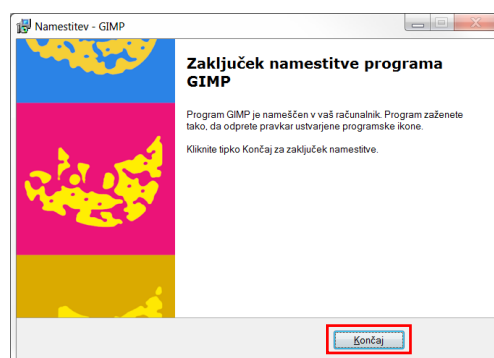 Namestitev - GIMP
Zaključek namestitve programa
GIMP
Program GIMP je nameščen v vaš računalnik. Program zaženete
tako, da odprete pravkar ustvarjene programske ikone.
Kliknite tipko Končaj za zaključek namestitve.
Končaj